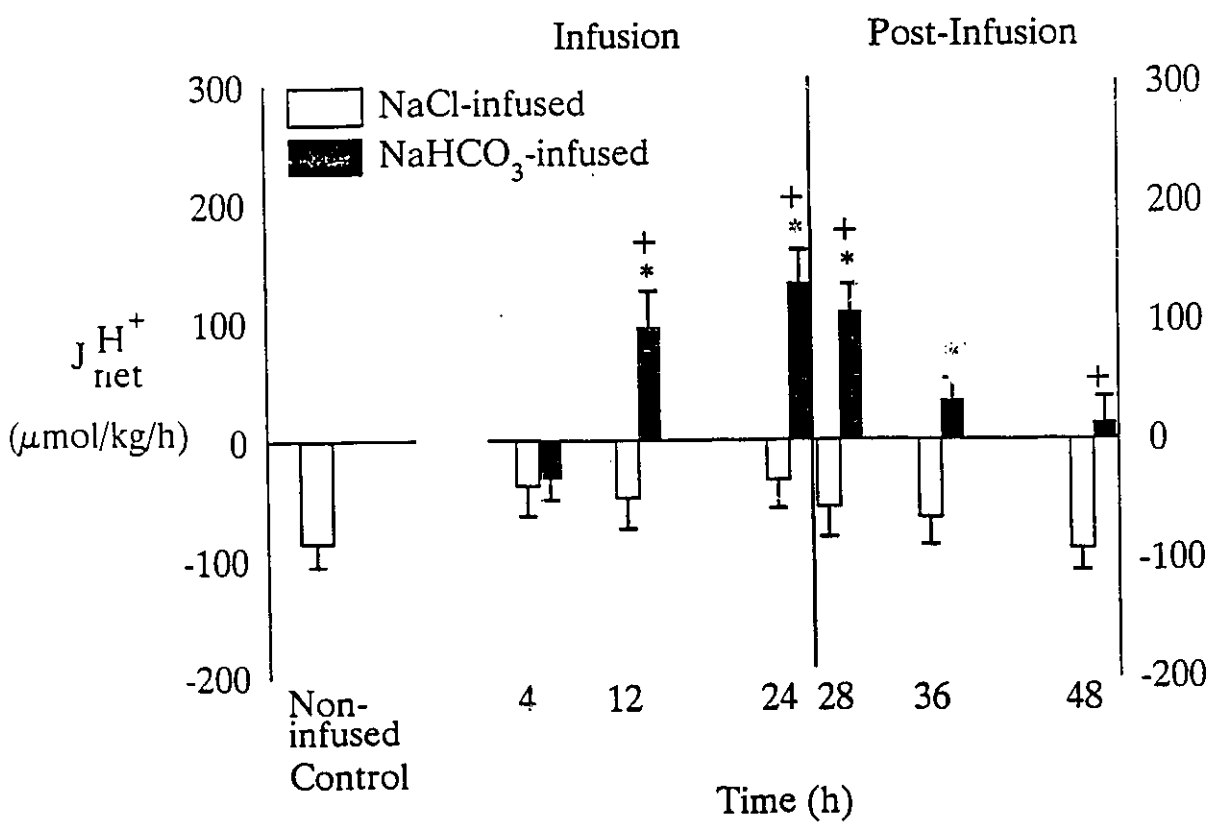 Infusion
Post-Infusion
NaCl-infused
NaHCO₃-infused
300
200
100
0
-100
-200
J H⁺ net
(μmol/kg/h)
+
*
+
*
+
*
*
+
300
200
100
0
-100
-200
Non-
infused
Control
4 12 24 28 36 48
Time (h)